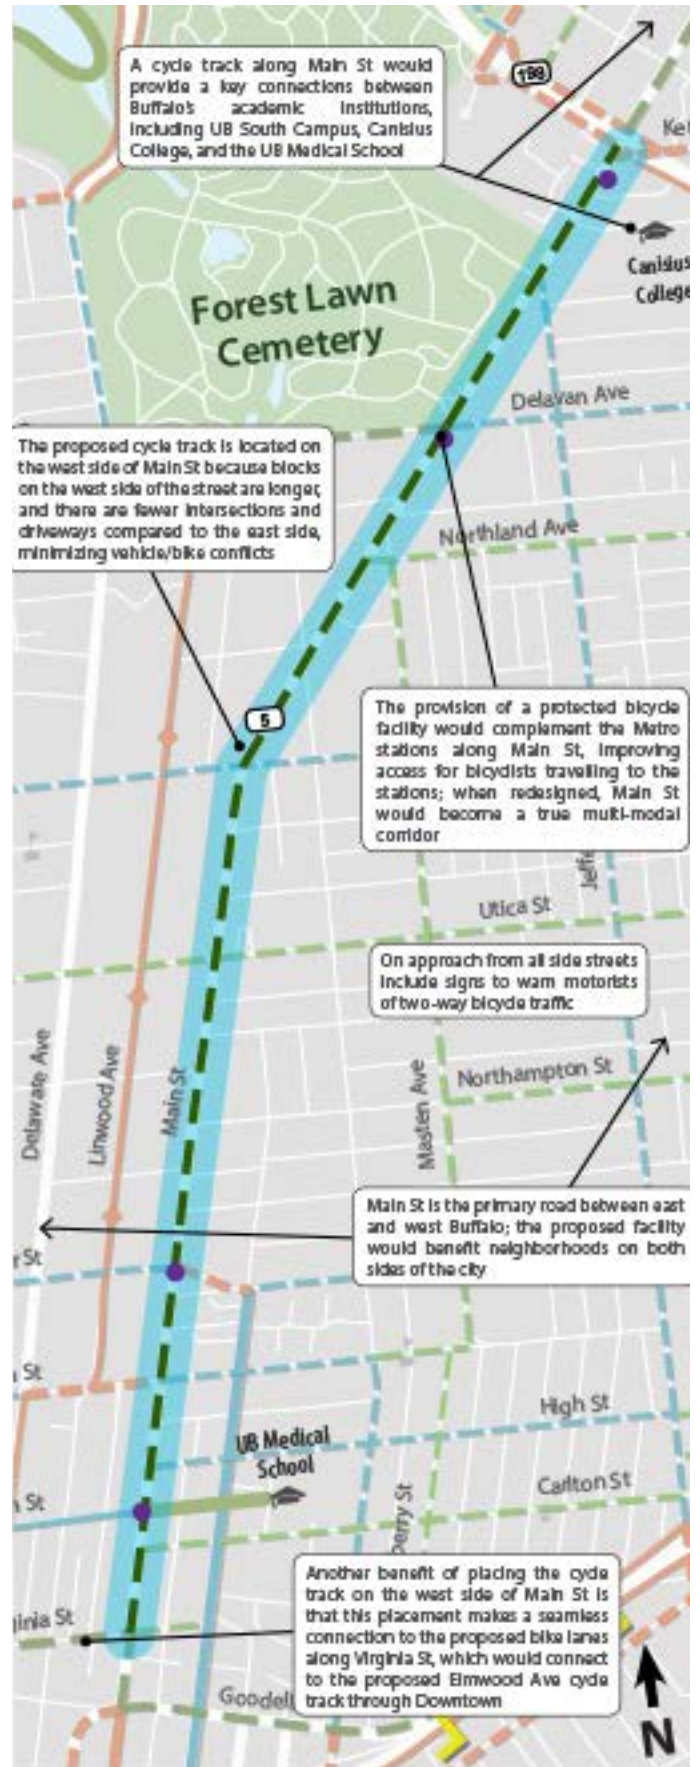 A cycle track along Main St would
provide a key connections between
Buffalo's academic institutions,
including UB South Campus, Canisius
College, and the UB Medical School
198
Canisius
College
Forest Lawn
Cemetery
Delavan Ave
The proposed cycle track is located on
the west side of Main St because blocks
on the west side of the street are longer,
and there are fewer intersections and
driveways compared to the east side,
minimizing vehicle/bike conflicts
Northland Ave
5
The provision of a protected bicycle
facility would complement the Metro
stations along Main St, improving
access for bicyclists travelling to the
stations; when redesigned, Main St
would become a true multi-modal
corridor
Utica St
On approach from all side streets
include signs to warn motorists
of two-way bicycle traffic
Delaware Ave
Linwood Ave
Main St
Masten Ave
Northampton St
Main St is the primary road between east
and west Buffalo; the proposed facility
would benefit neighborhoods on both
sides of the city
St
St
High St
UB Medical
School
Carlton St
St
St
Another benefit of placing the cycle
track on the west side of Main St is
that this placement makes a seamless
connection to the proposed bike lanes
along Virginia St, which would connect
to the proposed Elmwood Ave cycle
track through Downtown
inia St
Goodell
N